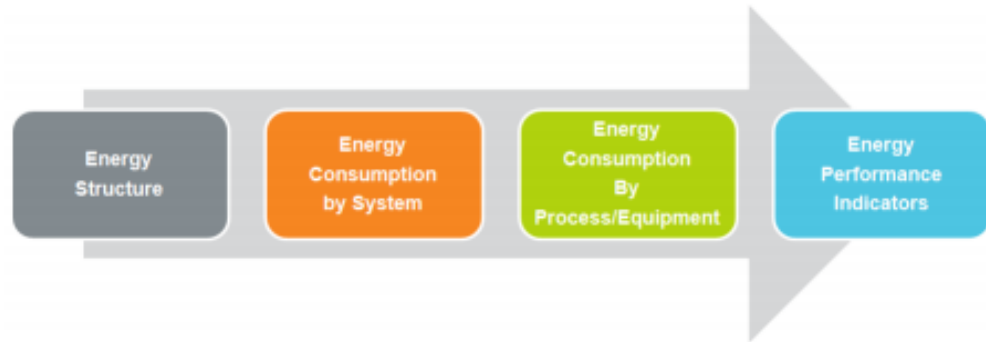 Energy
Structure
Energy
Consumption
by System
Energy
Consumption
By
Process/Equipment
Energy
Performance
Indicators